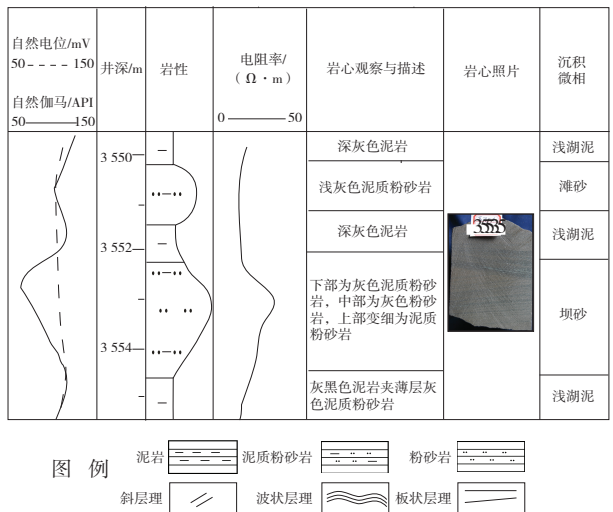 自然电位/mV
50 - - - - 150
自然伽马/API
50 150
井深/m
岩性
电阻率/
(Ω·m)
0 50
岩心观察与描述
岩心照片
沉积
微相
3 550
3 552
3 554
深灰色泥岩
浅灰色泥质粉砂岩
深灰色泥岩
下部为灰色泥质粉砂
岩，中部为灰色粉砂
岩，上部变细为泥质
粉砂岩
灰黑色泥岩夹薄层灰
色泥质粉砂岩
浅湖泥
滩砂
浅湖泥
坝砂
浅湖泥
图 例
泥岩
泥质粉砂岩
粉砂岩
斜层理
波状层理
板状层理